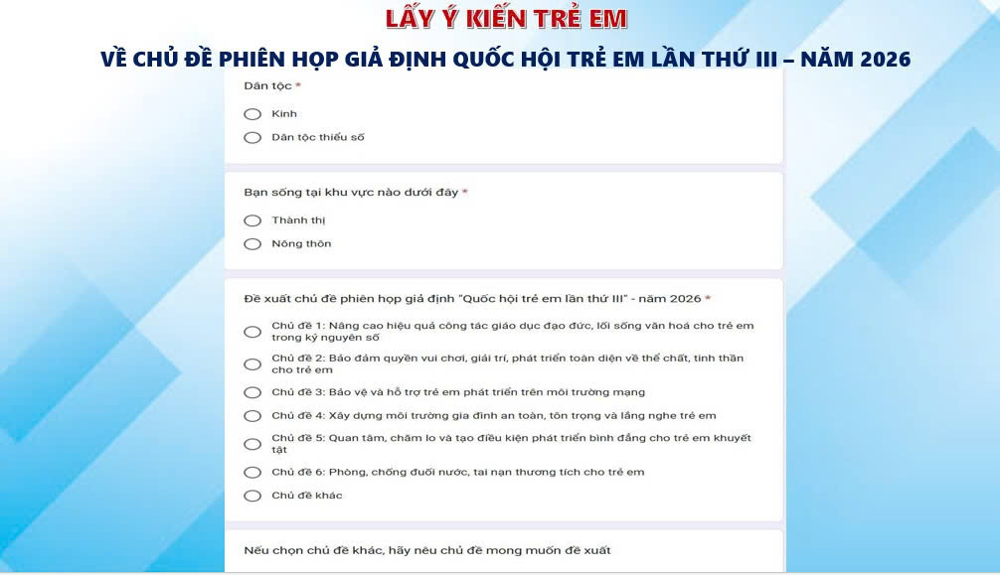 LẤY Ý KIẾN TRẺ EM
VỀ CHỦ ĐỀ PHIÊN HỌP GIẢ ĐỊNH QUỐC HỘI TRẺ EM LẦN THỨ III – NĂM 2026
Dân tộc *
Kinh
Dân tộc thiểu số
Bạn sống tại khu vực nào dưới đây *
Thành thị
Nông thôn
Đề xuất chủ đề phiên họp giả định "Quốc hội trẻ em lần thứ III" - năm 2026 *
Chủ đề 1: Nâng cao hiệu quả công tác giáo dục đạo đức, lối sống văn hoá cho trẻ em
trong kỷ nguyên số
Chủ đề 2: Bảo đảm quyền vui chơi, giải trí, phát triển toàn diện về thể chất, tinh thần
cho trẻ em
Chủ đề 3: Bảo vệ và hỗ trợ trẻ em phát triển trên môi trường mạng
Chủ đề 4: Xây dựng môi trường gia đình an toàn, tôn trọng và lắng nghe trẻ em
Chủ đề 5: Quan tâm, chăm lo và tạo điều kiện phát triển bình đẳng cho trẻ em khuyết
tật
Chủ đề 6: Phòng, chống đuối nước, tai nạn thương tích cho trẻ em
Chủ đề khác
Nếu chọn chủ đề khác, hãy nêu chủ đề mong muốn đề xuất